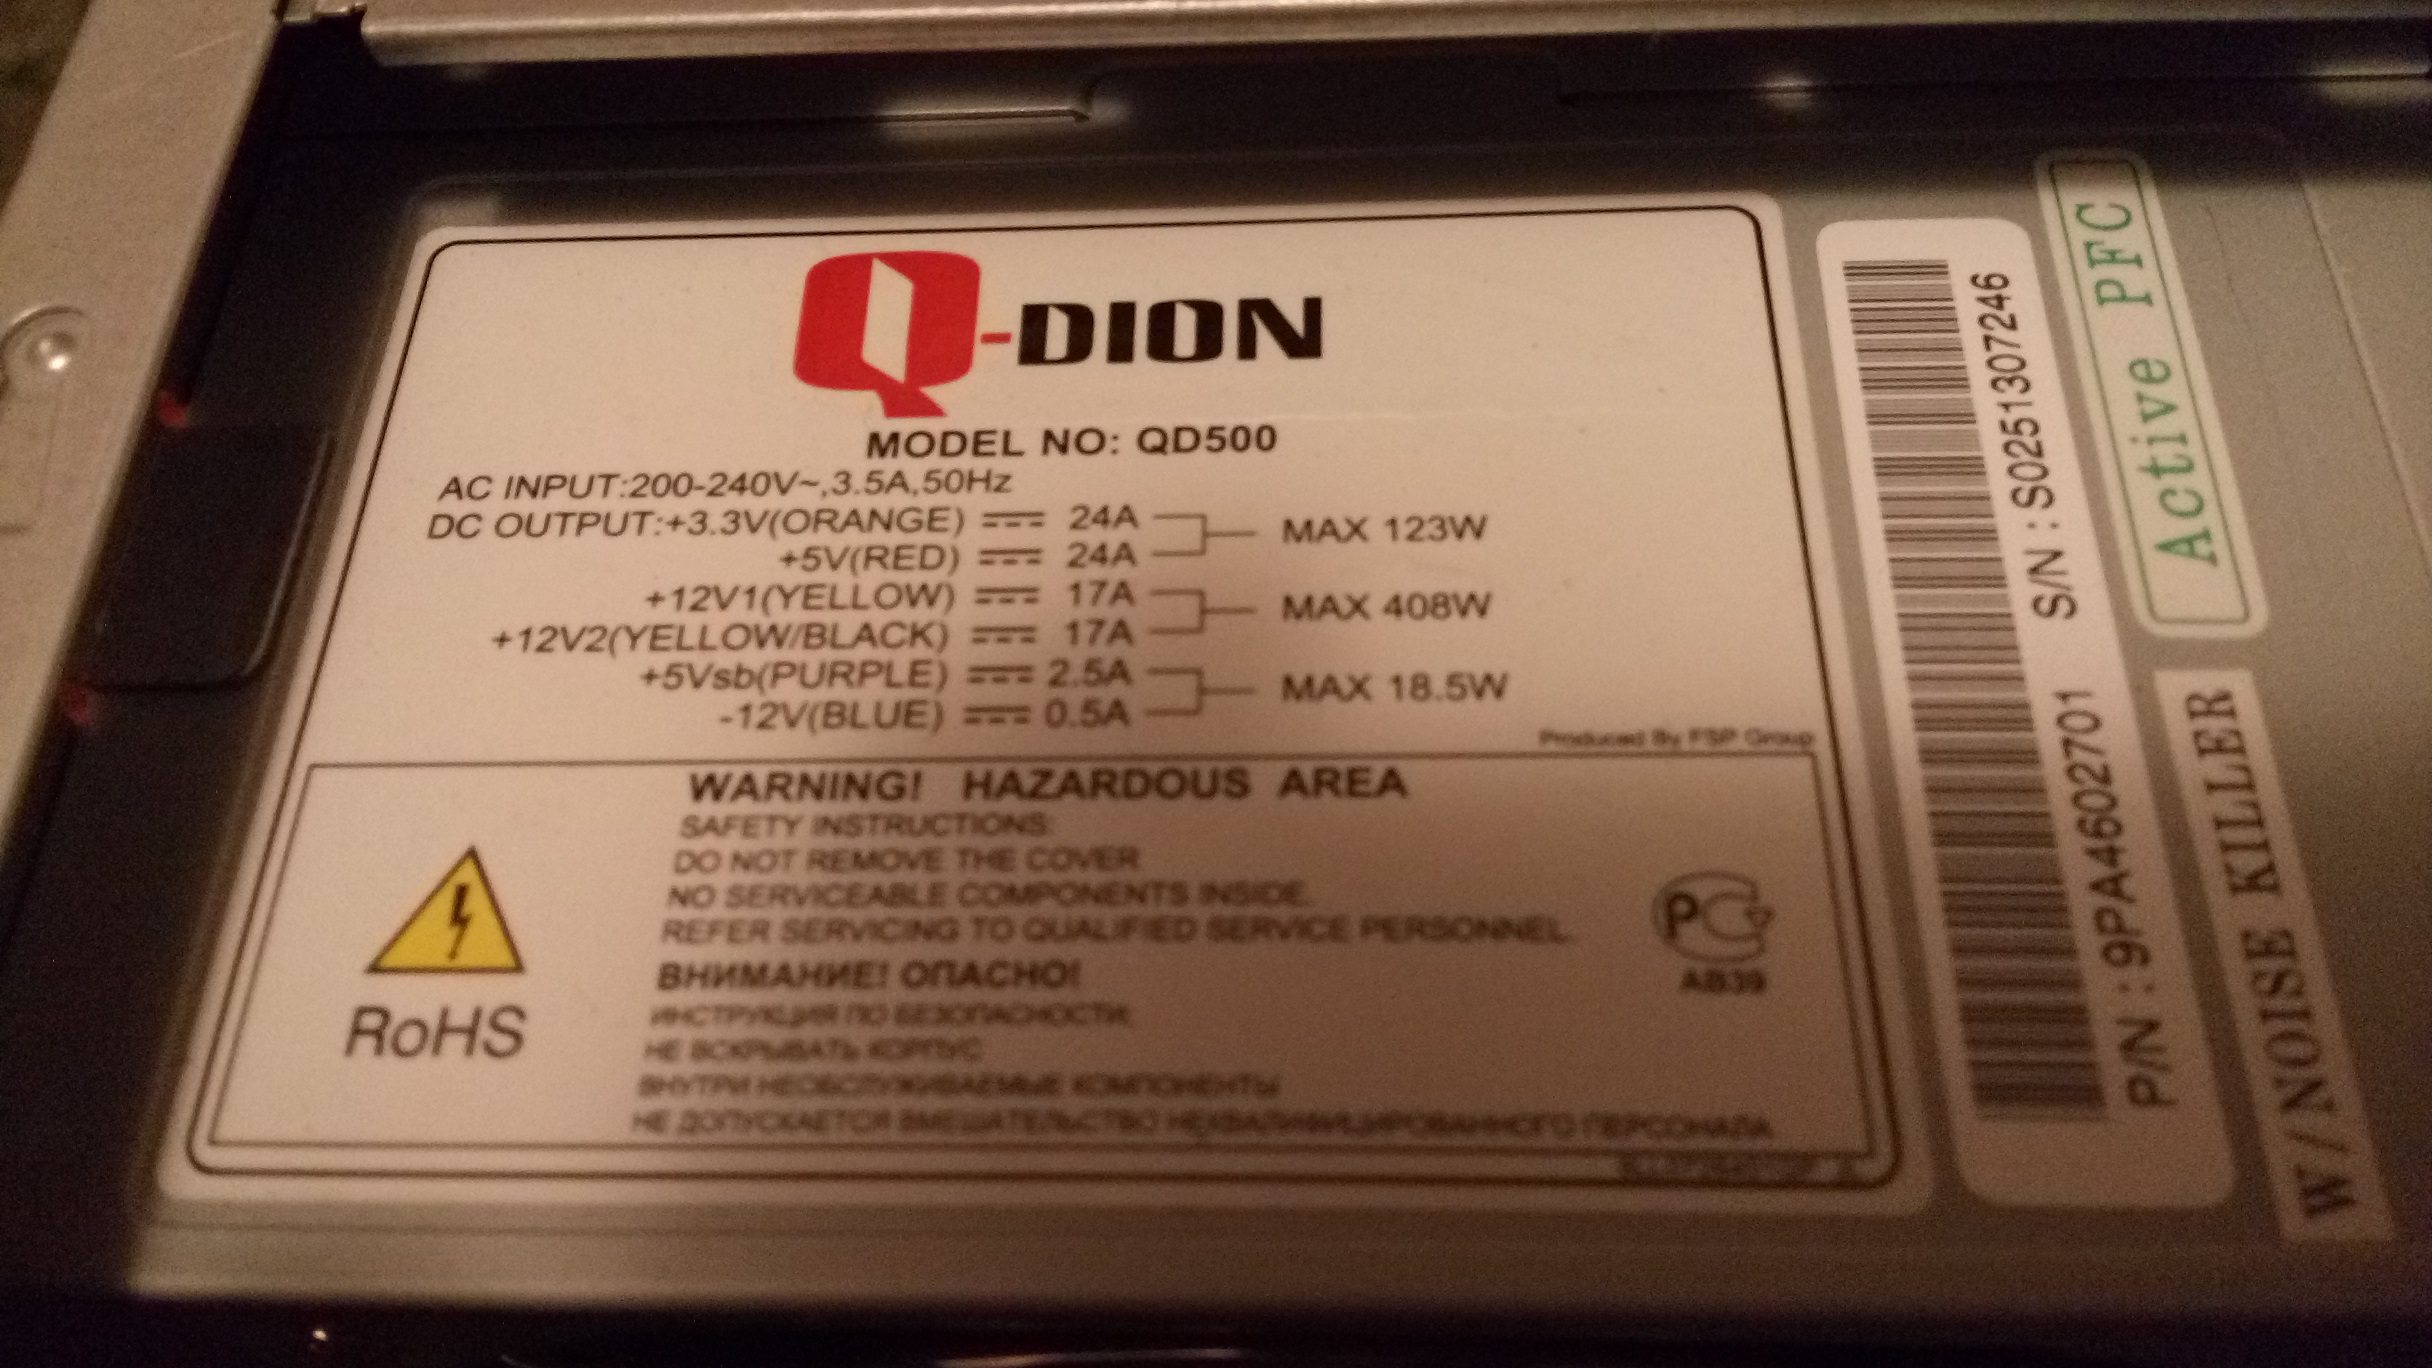 Q-DION
MODEL NO: QD500
AC INPUT:200-240V~,3.5A,50Hz
DC OUTPUT:+3.3V(ORANGE) 24A MAX 123W
+5V(RED) 24A
+12V1(YELLOW) 17A MAX 408W
+12V2(YELLOW/BLACK) 17A
+5Vsb(PURPLE) 2.5A MAX 18.5W
-12V(BLUE) 0.5A
Produced By FSP Group
WARNING! HAZARDOUS AREA
SAFETY INSTRUCTIONS:
DO NOT REMOVE THE COVER
NO SERVICEABLE COMPONENTS INSIDE.
REFER SERVICING TO QUALIFIED SERVICE PERSONNEL.
ВНИМАНИЕ! ОПАСНО!
ИНСТРУКЦИЯ ПО БЕЗОПАСНОСТИ
НЕ ВСКРЫВАТЬ КОРПУС
ВНУТРИ НЕОБСЛУЖИВАЕМЫЕ КОМПОНЕНТЫ
НЕ ДОПУСКАЕТСЯ ВМЕШАТЕЛЬСТВО НЕКВАЛИФИЦИРОВАННОГО ПЕРСОНАЛА
RoHS
РС
АВ39
S/N : S0251307246
P/N : 9PA4602701
Active PFC
W/NOISE KILLER